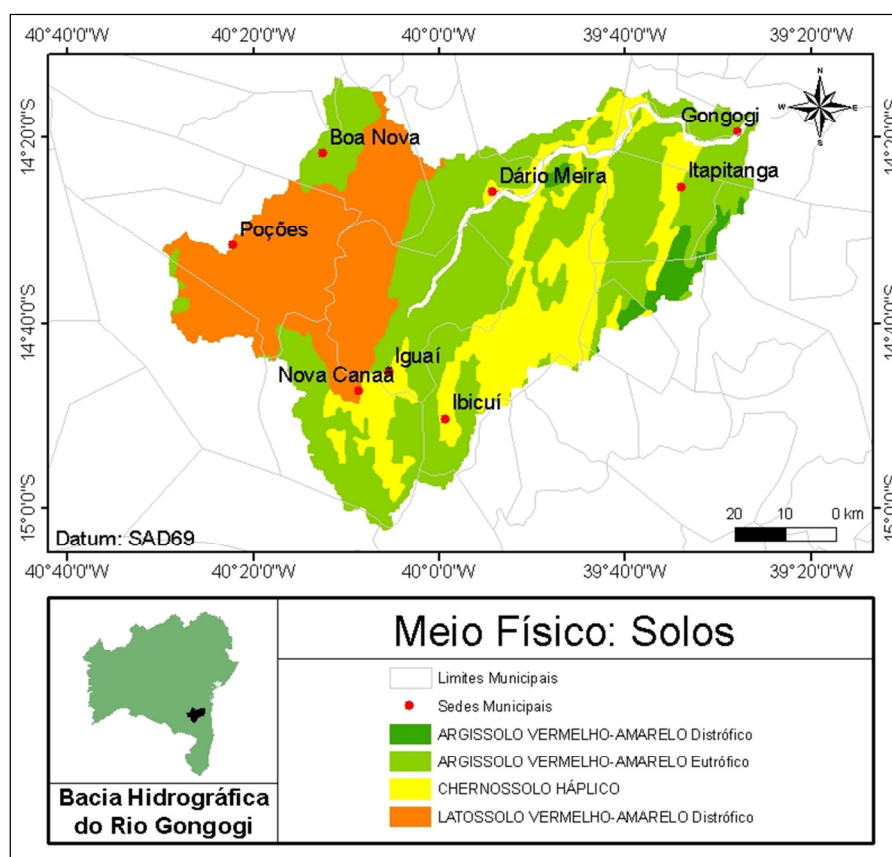 40°40'0"W 40°20'0"W 40°0'0"W 39°40'0"W 39°20'0"W
14°20'0"S
14°40'0"S
15°0'0"S
14°20'0"S
14°40'0"S
15°0'0"S
N
W E
S
Gongogi
Boa Nova
Dário Meira
Itapitanga
Poções
Iguaí
Nova Canaã
Ibicuí
20 10 0 km
Datum: SAD69
40°40'0"W 40°20'0"W 40°0'0"W 39°40'0"W 39°20'0"W
Meio Físico: Solos
Limites Municipais
Sedes Municipais
ARGISSOLO VERMELHO-AMARELO Distrófico
ARGISSOLO VERMELHO-AMARELO Eutrófico
CHERNOSSOLO HÁPLICO
LATOSSOLO VERMELHO-AMARELO Distrófico
Bacia Hidrográfica
do Rio Gongogi